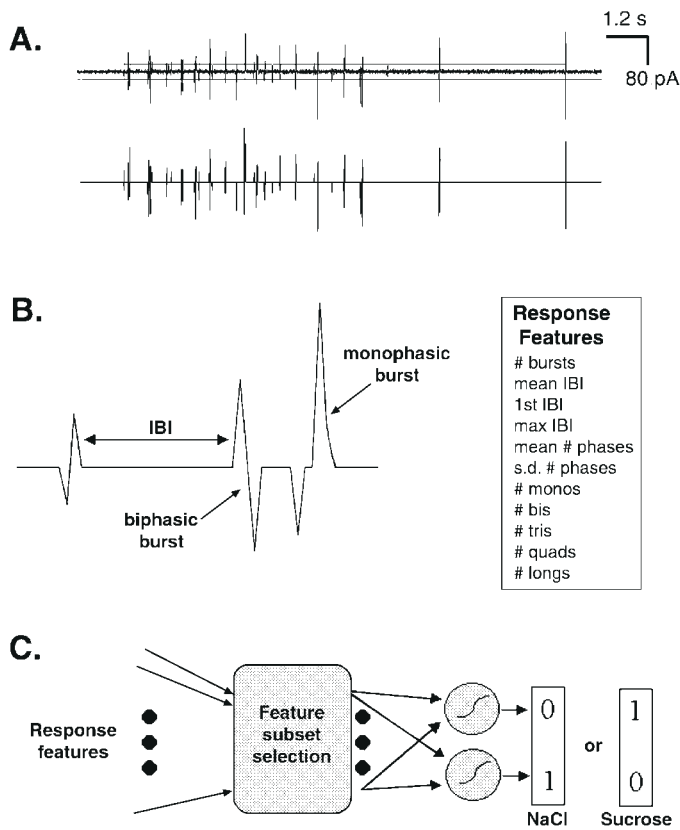 A.
1.2 s
80 pA
B.
monophasic
burst
IBI
biphasic
burst
Response
Features
# bursts
mean IBI
1st IBI
max IBI
mean # phases
s.d. # phases
# monos
# bis
# tris
# quads
# longs
C.
Response
features
Feature
subset
selection
0
1
NaCl
or
1
0
Sucrose